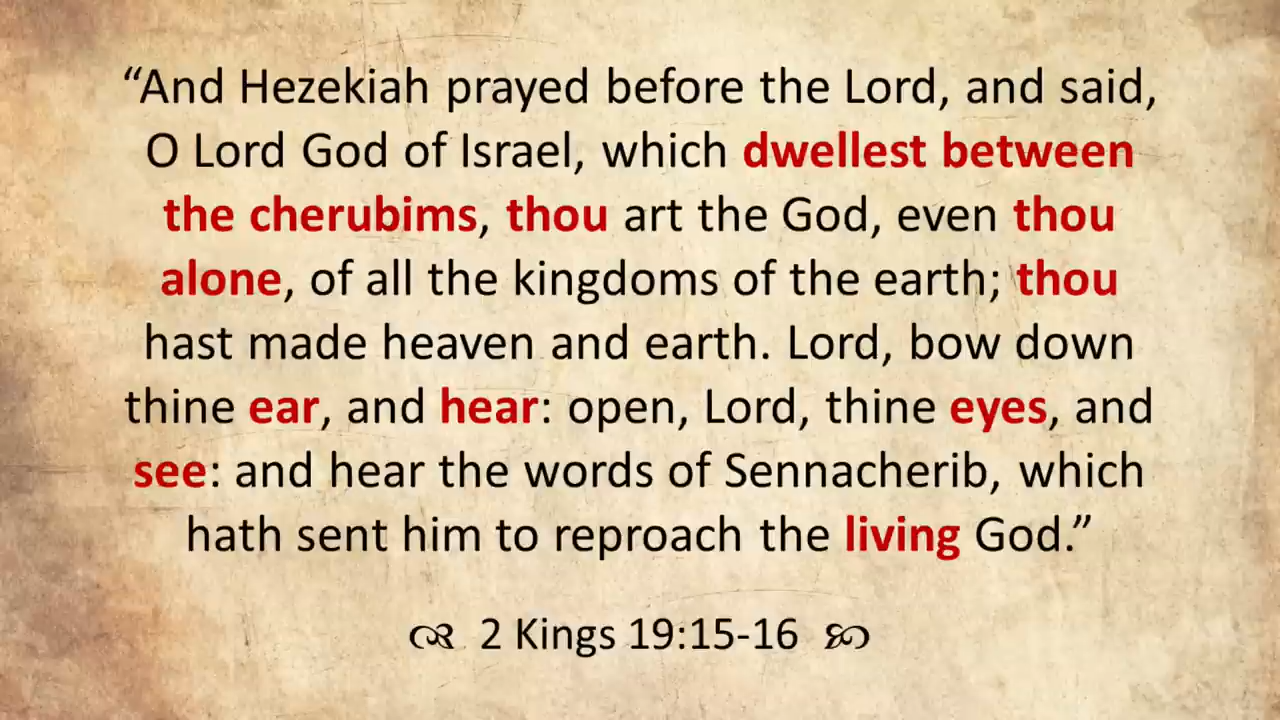 “And Hezekiah prayed before the Lord, and said,
O Lord God of Israel, which dwellest between
the cherubims, thou art the God, even thou
alone, of all the kingdoms of the earth; thou
hast made heaven and earth. Lord, bow down
thine ear, and hear: open, Lord, thine eyes, and
see: and hear the words of Sennacherib, which
hath sent him to reproach the living God.”
2 Kings 19:15-16